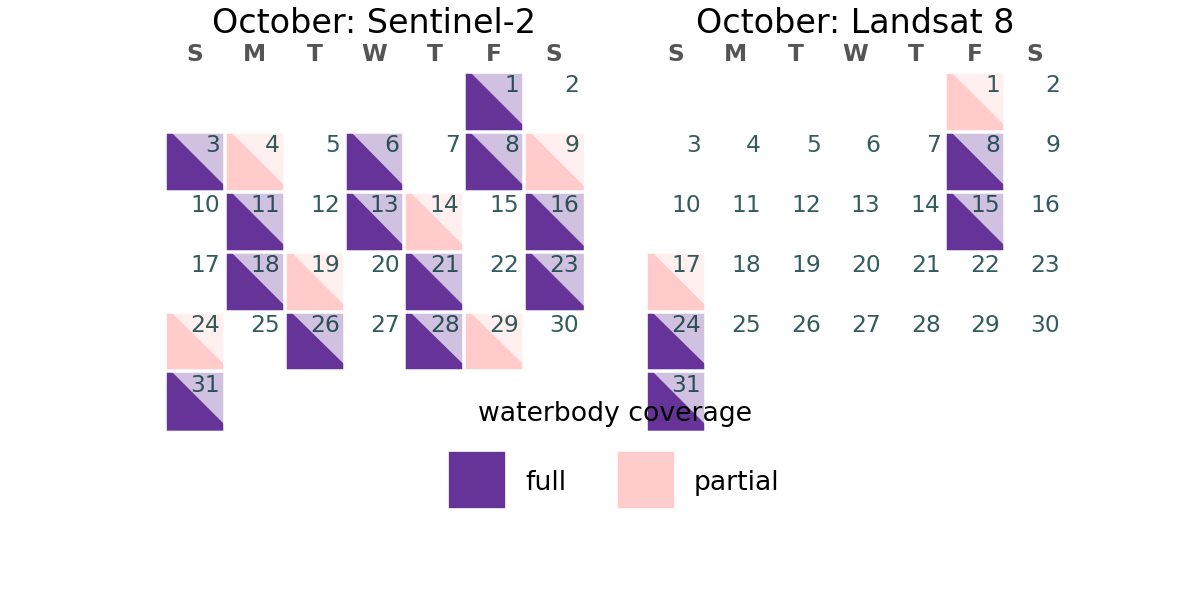 October: Sentinel-2
S M T W T F S
1 2
3 4 5 6 7 8 9
10 11 12 13 14 15 16
17 18 19 20 21 22 23
24 25 26 27 28 29 30
31
October: Landsat 8
S M T W T F S
1 2
3 4 5 6 7 8 9
10 11 12 13 14 15 16
17 18 19 20 21 22 23
24 25 26 27 28 29 30
31
waterbody coverage
full
partial